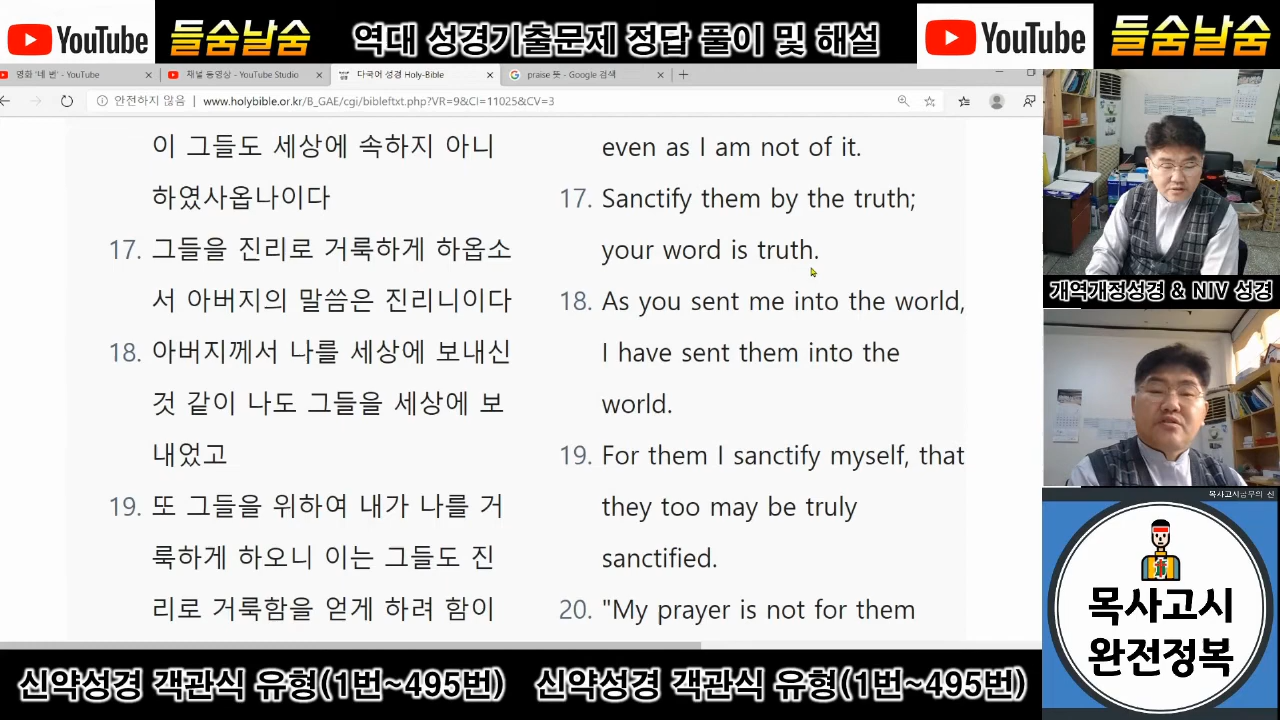 YouTube 들숨날숨 역대 성경기출문제 정답 풀이 및 해설 YouTube 들숨날숨
영화 '네 번' - YouTube
채널 동영상 - YouTube Studio
다국어 성경 Holy-Bible
praise 뜻 - Google 검색
안전하지 않음 | www.holybible.or.kr/B_GAE/cgi/bibleftxt.php?VR=9&CI=11025&CV=3
이 그들도 세상에 속하지 아니
하였사옵나이다
17. 그들을 진리로 거룩하게 하옵소
서 아버지의 말씀은 진리니이다
18. 아버지께서 나를 세상에 보내신
것 같이 나도 그들을 세상에 보
내었고
19. 또 그들을 위하여 내가 나를 거
룩하게 하오니 이는 그들도 진
리로 거룩함을 얻게 하려 함이
even as I am not of it.
17. Sanctify them by the truth;
your word is truth.
18. As you sent me into the world,
I have sent them into the
world.
19. For them I sanctify myself, that
they too may be truly
sanctified.
20. "My prayer is not for them
개역개정성경 & NIV 성경
목사고시공부의 신
목사고시
완전정복
신약성경 객관식 유형(1번~495번) 신약성경 객관식 유형(1번~495번)